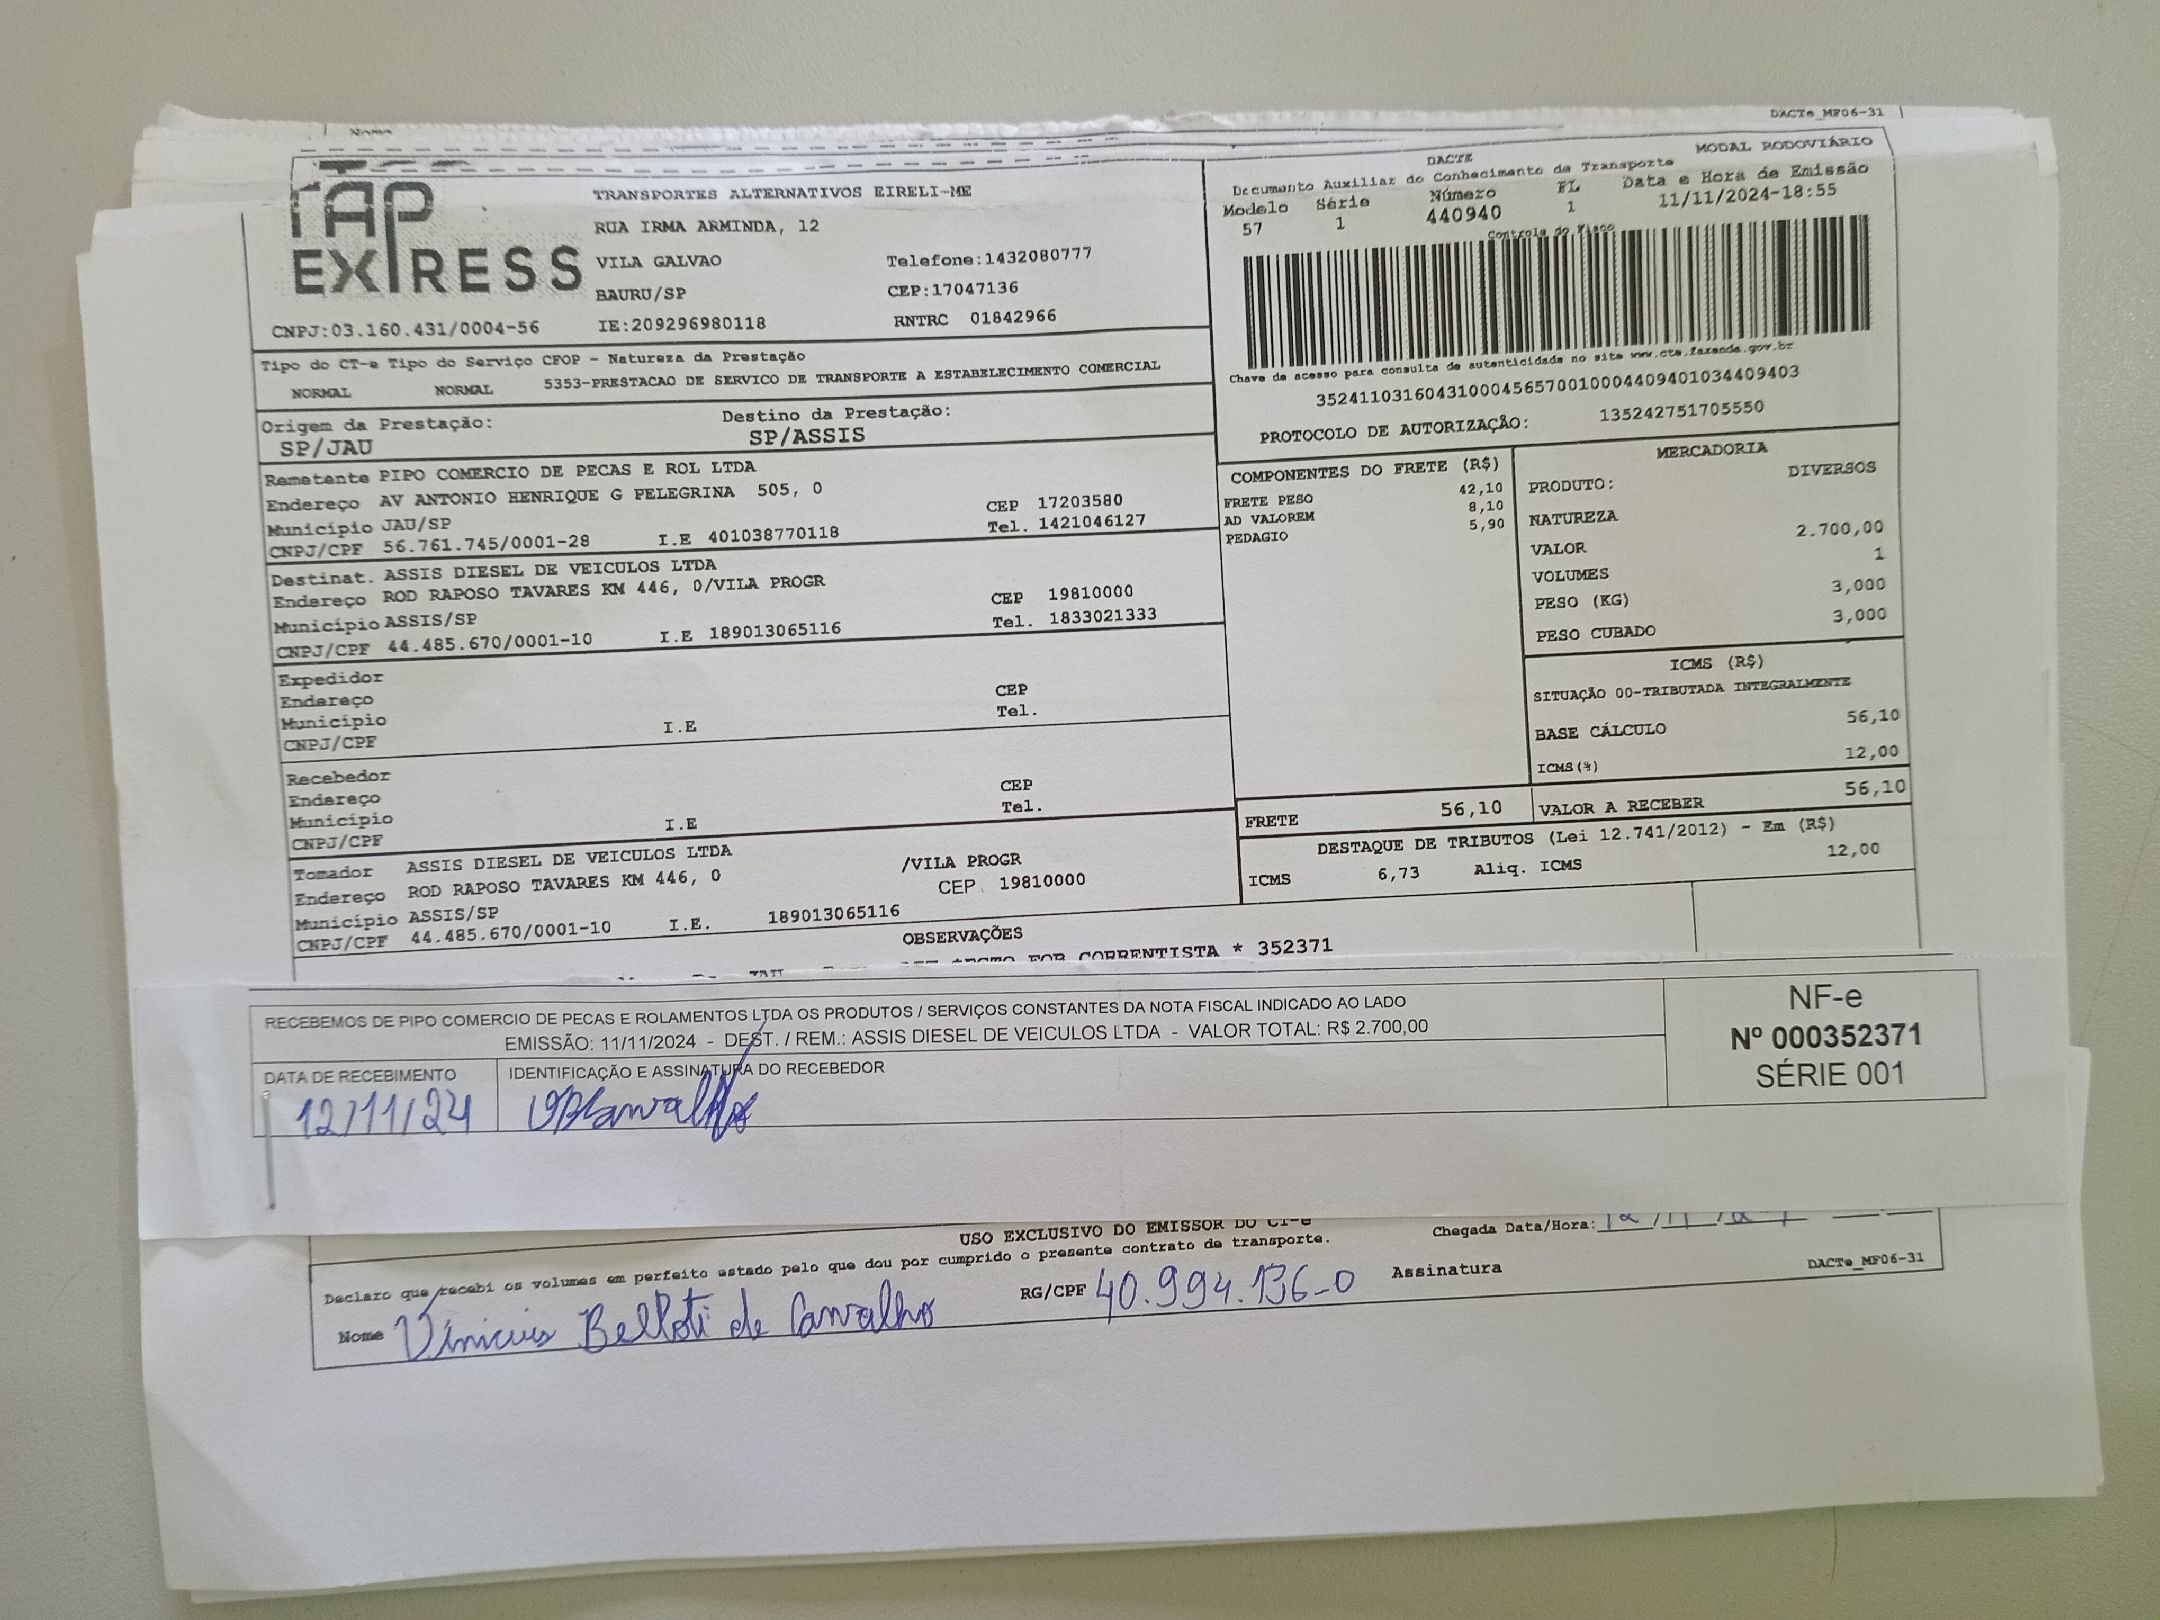 DACTe_MF06-31
TAP EXPRESS
TRANSPORTES ALTERNATIVOS EIRELI-ME
RUA IRMA ARMINDA, 12
VILA GALVAO Telefone:1432080777
BAURU/SP CEP:17047136
CNPJ:03.160.431/0004-56 IE:209296980118 RNTRC 01842966
DACTE MODAL RODOVIÁRIO
Documento Auxiliar do Conhecimento de Transporte
Modelo Série Número FL Data e Hora de Emissão
57 1 440940 1 11/11/2024-18:55
Controle do Fisco
Chave de acesso para consulta de autenticidade no site www.cte.fazenda.gov.br
35241103160431000456570010004409401034409403
PROTOCOLO DE AUTORIZAÇÃO: 135242751705550
Tipo do CT-e Tipo do Serviço CFOP - Natureza da Prestação
NORMAL NORMAL 5353-PRESTACAO DE SERVICO DE TRANSPORTE A ESTABELECIMENTO COMERCIAL
Origem da Prestação: Destino da Prestação:
SP/JAU SP/ASSIS
Remetente PIPO COMERCIO DE PECAS E ROL LTDA
Endereço AV ANTONIO HENRIQUE G PELEGRINA 505, 0 CEP 17203580
Município JAU/SP Tel. 1421046127
CNPJ/CPF 56.761.745/0001-28 I.E 401038770118
Destinat. ASSIS DIESEL DE VEICULOS LTDA
Endereço ROD RAPOSO TAVARES KM 446, 0/VILA PROGR CEP 19810000
Município ASSIS/SP Tel. 1833021333
CNPJ/CPF 44.485.670/0001-10 I.E 189013065116
Expedidor
Endereço CEP
Município Tel.
CNPJ/CPF I.E
Recebedor
Endereço CEP
Município Tel.
CNPJ/CPF I.E
Tomador ASSIS DIESEL DE VEICULOS LTDA /VILA PROGR
Endereço ROD RAPOSO TAVARES KM 446, 0 CEP 19810000
Município ASSIS/SP
CNPJ/CPF 44.485.670/0001-10 I.E. 189013065116
COMPONENTES DO FRETE (R$)
FRETE PESO 42,10
AD VALOREM 8,10
PEDAGIO 5,90
MERCADORIA
PRODUTO: DIVERSOS
NATUREZA
VALOR 2.700,00
VOLUMES 1
PESO (KG) 3,000
PESO CUBADO 3,000
ICMS (R$)
SITUAÇÃO 00-TRIBUTADA INTEGRALMENTE
BASE CÁLCULO 56,10
ICMS(%) 12,00
FRETE 56,10 VALOR A RECEBER 56,10
DESTAQUE DE TRIBUTOS (Lei 12.741/2012) - Em (R$)
ICMS 6,73 Aliq. ICMS 12,00
OBSERVAÇÕES
CORRENTISTA * 352371
RECEBEMOS DE PIPO COMERCIO DE PECAS E ROLAMENTOS LTDA OS PRODUTOS / SERVIÇOS CONSTANTES DA NOTA FISCAL INDICADO AO LADO
EMISSÃO: 11/11/2024 - DEST. / REM.: ASSIS DIESEL DE VEICULOS LTDA - VALOR TOTAL: R$ 2.700,00
NF-e
Nº 000352371
SÉRIE 001
DATA DE RECEBIMENTO IDENTIFICAÇÃO E ASSINATURA DO RECEBEDOR
12/11/24
USO EXCLUSIVO DO EMISSOR DO CT-e Chegada Data/Hora:
Declaro que recebi os volumes em perfeito estado pelo que dou por cumprido o presente contrato de transporte.
Nome Vinicius Belloti de Carvalho RG/CPF 40.994.136-0 Assinatura
DACTe_MF06-31